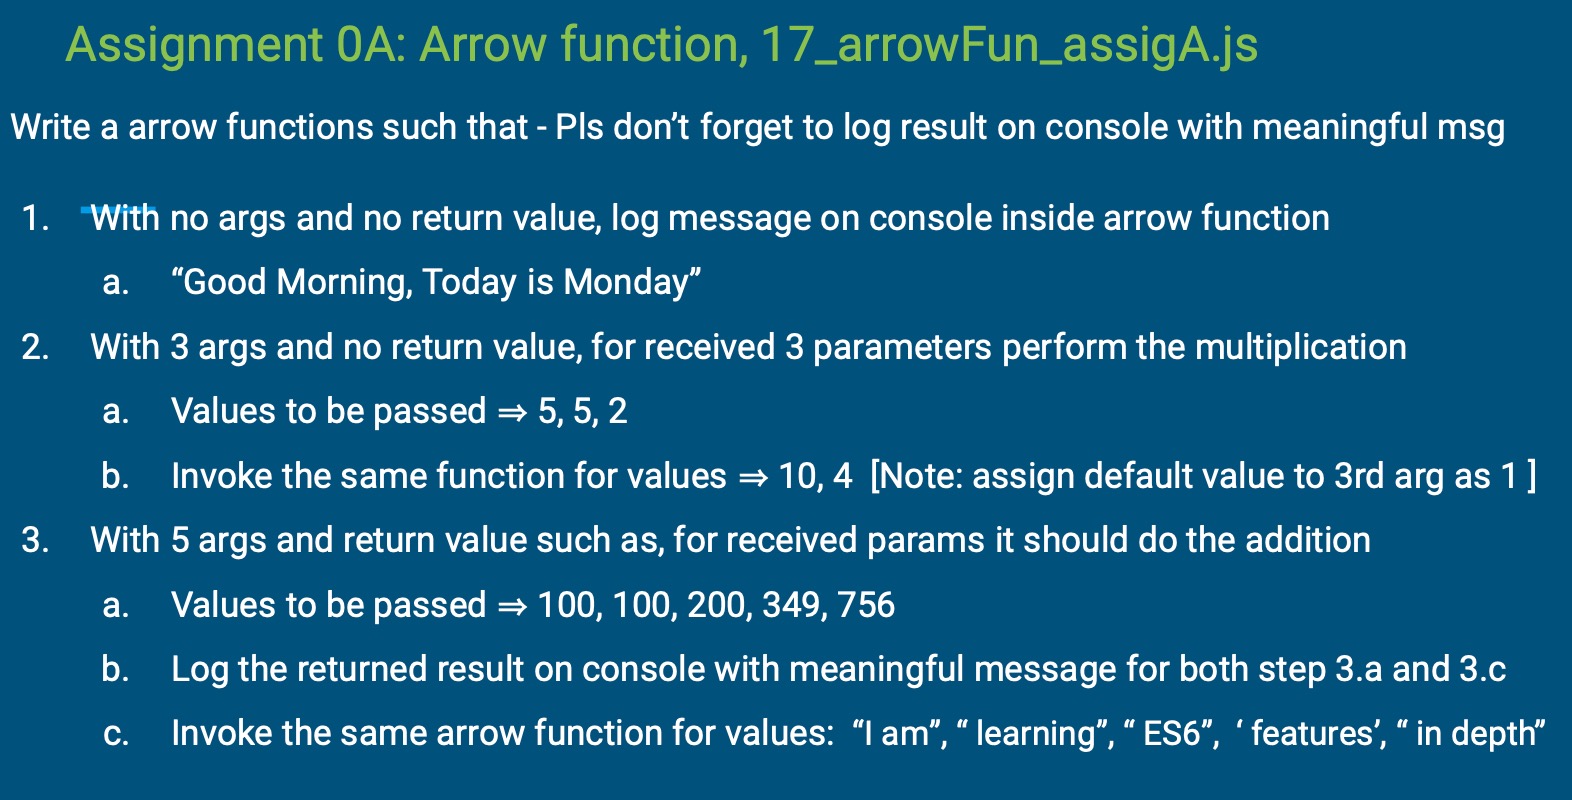 Assignment 0A: Arrow function, 17_arrowFun_assigA.js
Write a arrow functions such that - Pls don’t forget to log result on console with meaningful msg
1. With no args and no return value, log message on console inside arrow function
a. “Good Morning, Today is Monday”
2. With 3 args and no return value, for received 3 parameters perform the multiplication
a. Values to be passed ⇒ 5, 5, 2
b. Invoke the same function for values ⇒ 10, 4 [Note: assign default value to 3rd arg as 1 ]
3. With 5 args and return value such as, for received params it should do the addition
a. Values to be passed ⇒ 100, 100, 200, 349, 756
b. Log the returned result on console with meaningful message for both step 3.a and 3.c
c. Invoke the same arrow function for values: “I am”, “ learning”, “ ES6”, ‘ features’, “ in depth”